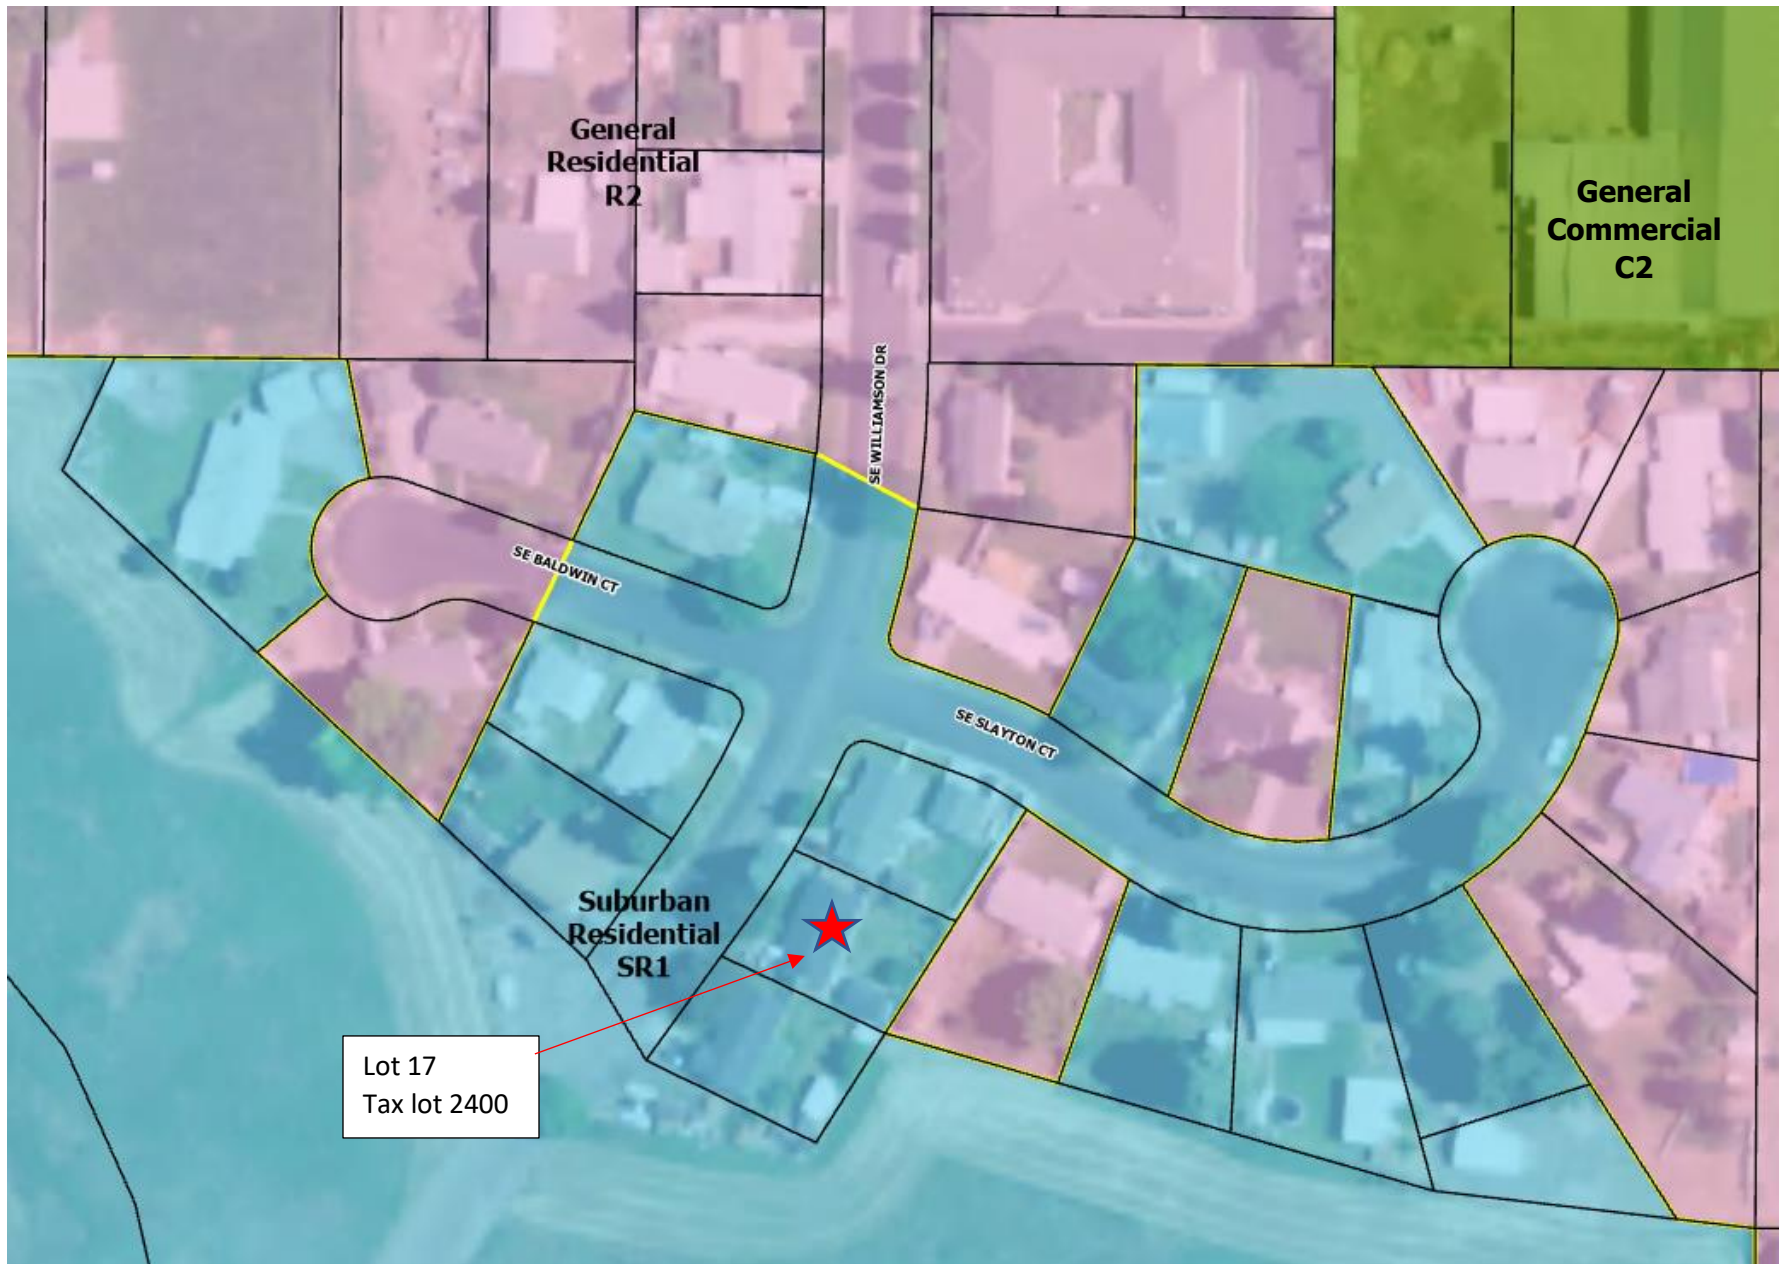 General
Residential
R2
General
Commercial
C2
SE WILLIAMSON DR
SE BALDWIN CT
SE SLAYTON CT
Suburban
Residential
SR1
Lot 17
Tax lot 2400